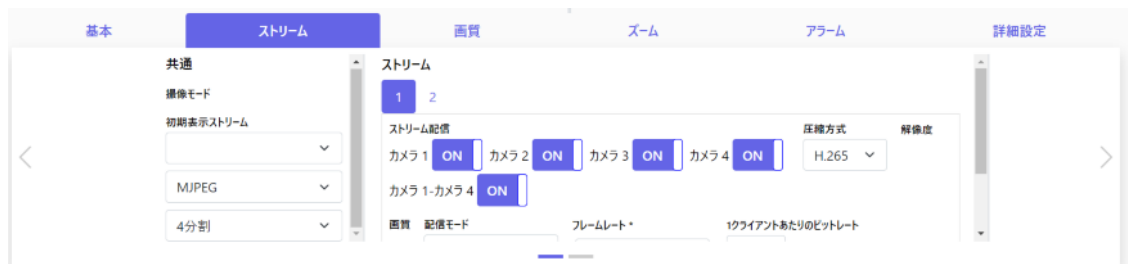 基本 ストリーム 画質 ズーム アラーム 詳細設定
共通
撮像モード
初期表示ストリーム
MJPEG
4分割
ストリーム
1 2
ストリーム配信 圧縮方式 解像度
カメラ 1 ON カメラ 2 ON カメラ 3 ON カメラ 4 ON H.265
カメラ 1-カメラ 4 ON
画質 配信モード フレームレート * 1クライアントあたりのビットレート